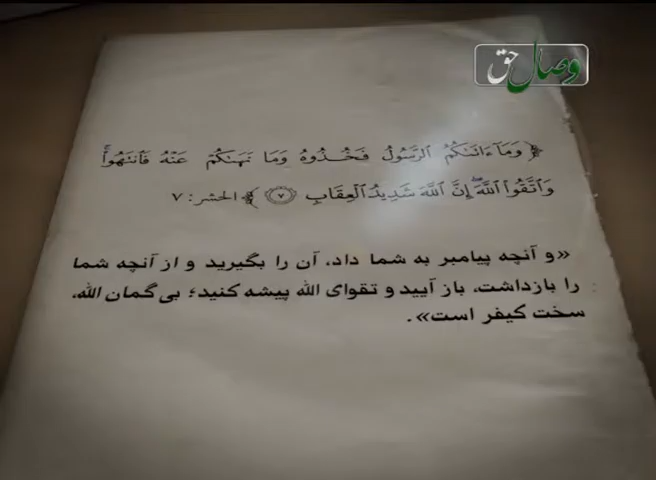 وصال حق
﴿ وَمَآ ءَاتَىٰكُمُ ٱلرَّسُولُ فَخُذُوهُ وَمَا نَهَىٰكُمْ عَنْهُ فَٱنتَهُوا۟ۚ
وَٱتَّقُوا۟ ٱللَّهَۖ إِنَّ ٱللَّهَ شَدِيدُ ٱلْعِقَابِ ۝٧ ﴾ الحشر: ٧
«و آنچه پیامبر به شما داد، آن را بگیرید و از آنچه شما
را بازداشت، باز آیید و تقوای الله پیشه کنید؛ بی‌گمان الله،
سخت کیفر است».